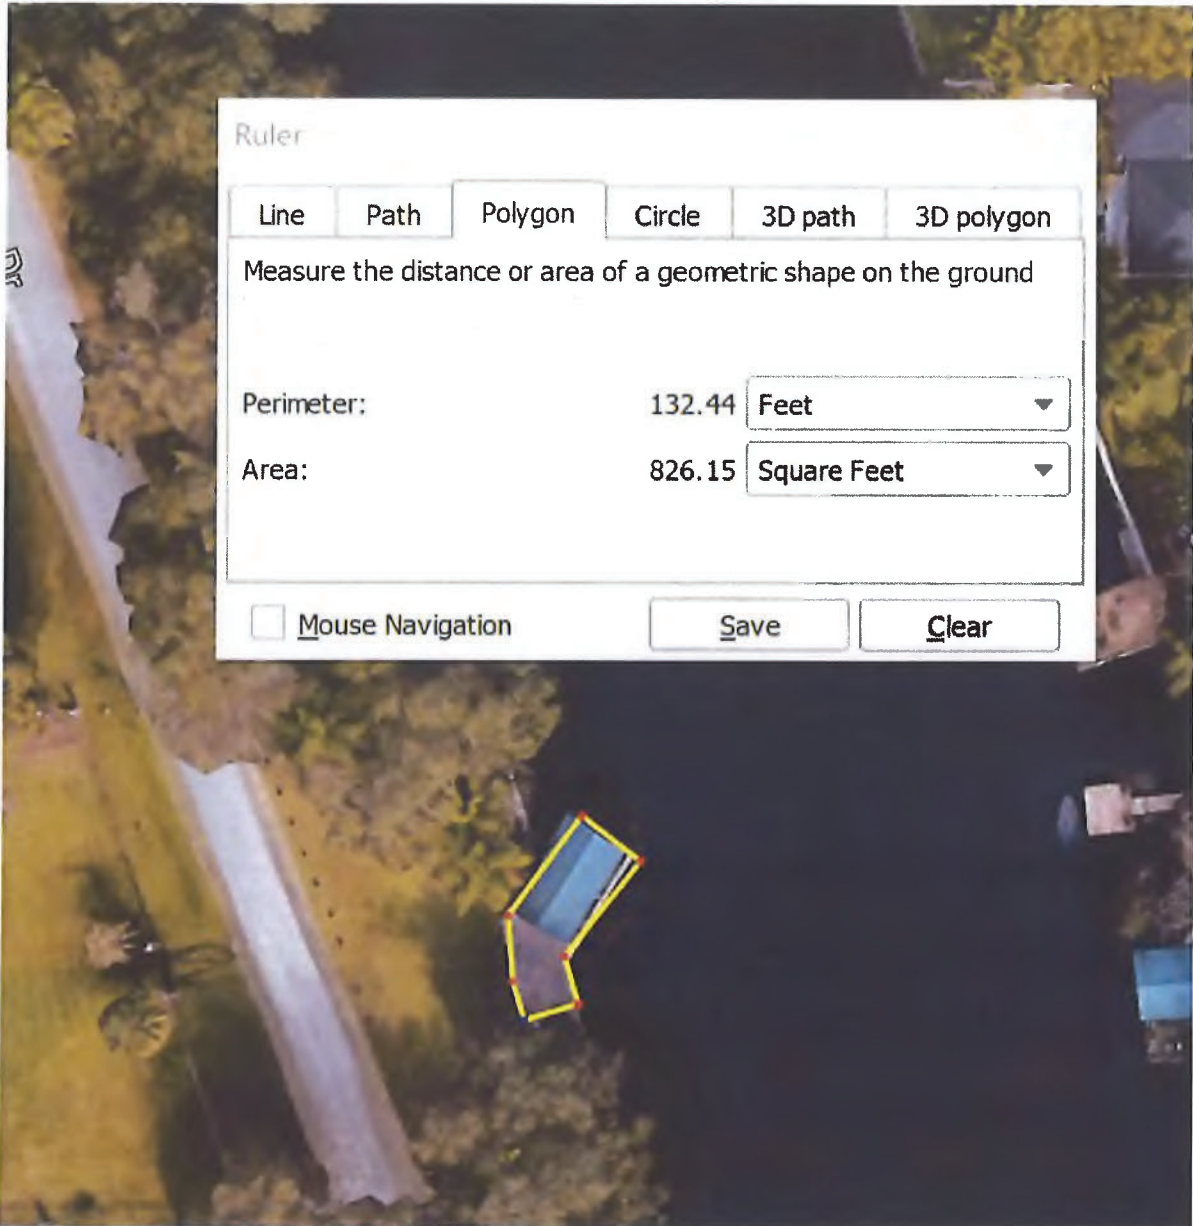 Dr
Ruler
Line Path Polygon Circle 3D path 3D polygon
Measure the distance or area of a geometric shape on the ground
Perimeter: 132.44 Feet
Area: 826.15 Square Feet
Mouse Navigation Save Clear